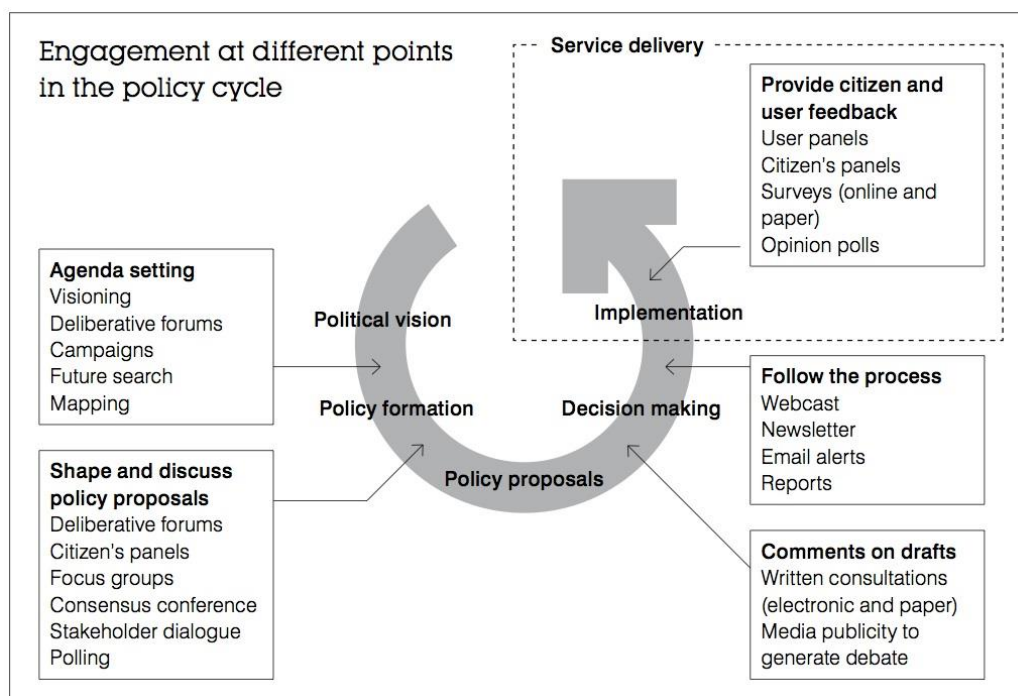 Engagement at different points
in the policy cycle
Service delivery
Provide citizen and
user feedback
User panels
Citizen's panels
Surveys (online and
paper)
Opinion polls
Agenda setting
Visioning
Deliberative forums
Campaigns
Future search
Mapping
Political vision
Implementation
Policy formation
Decision making
Policy proposals
Follow the process
Webcast
Newsletter
Email alerts
Reports
Shape and discuss
policy proposals
Deliberative forums
Citizen's panels
Focus groups
Consensus conference
Stakeholder dialogue
Polling
Comments on drafts
Written consultations
(electronic and paper)
Media publicity to
generate debate